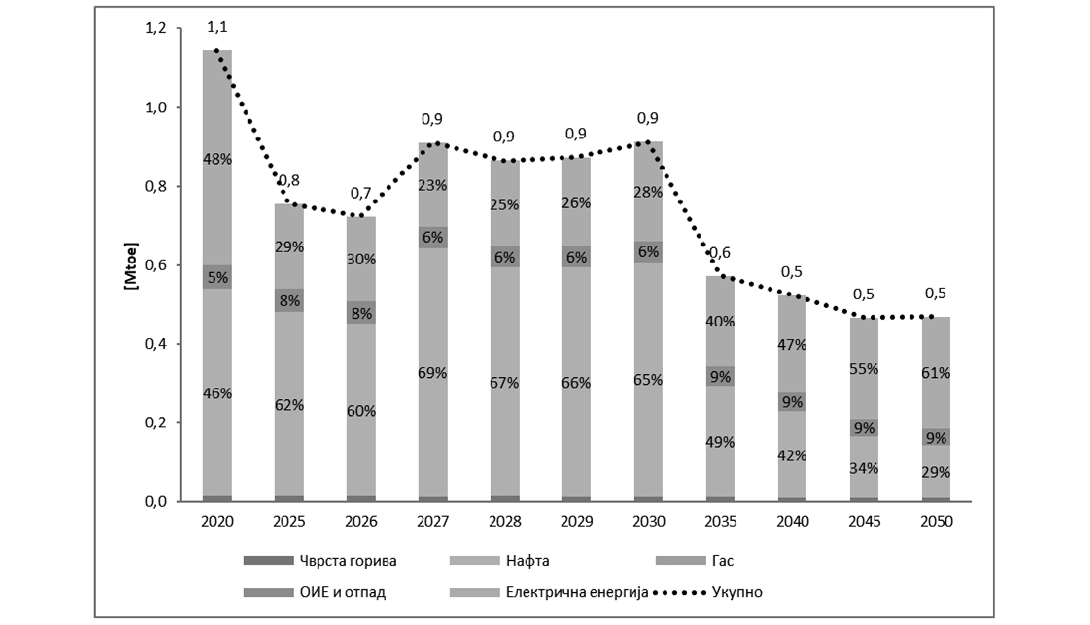 1,2
1,0
0,8
0,6
0,4
0,2
0,0
[Mtoe]
1,1 0,8 0,7 0,9 0,9 0,9 0,9 0,6 0,5 0,5 0,5
48% 29% 30% 23% 25% 26% 28% 40% 47% 55% 61%
5% 8% 8% 6% 6% 6% 6% 9% 9% 9% 9%
46% 62% 60% 69% 67% 66% 65% 49% 42% 34% 29%
2020 2025 2026 2027 2028 2029 2030 2035 2040 2045 2050
Чврста горива Нафта Гас
ОИЕ и отпад Електрична енергија Укупно